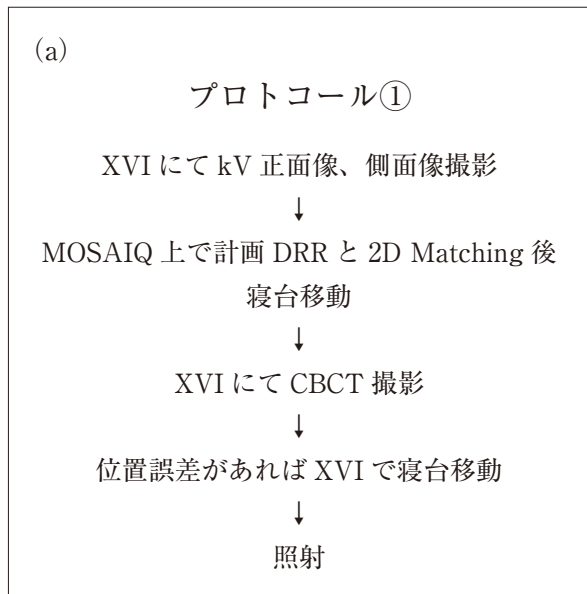 (a)
プロトコール①
XVI にて kV 正面像、側面像撮影
↓
MOSAIQ 上で計画 DRR と 2D Matching 後
寝台移動
↓
XVI にて CBCT 撮影
↓
位置誤差があれば XVI で寝台移動
↓
照射